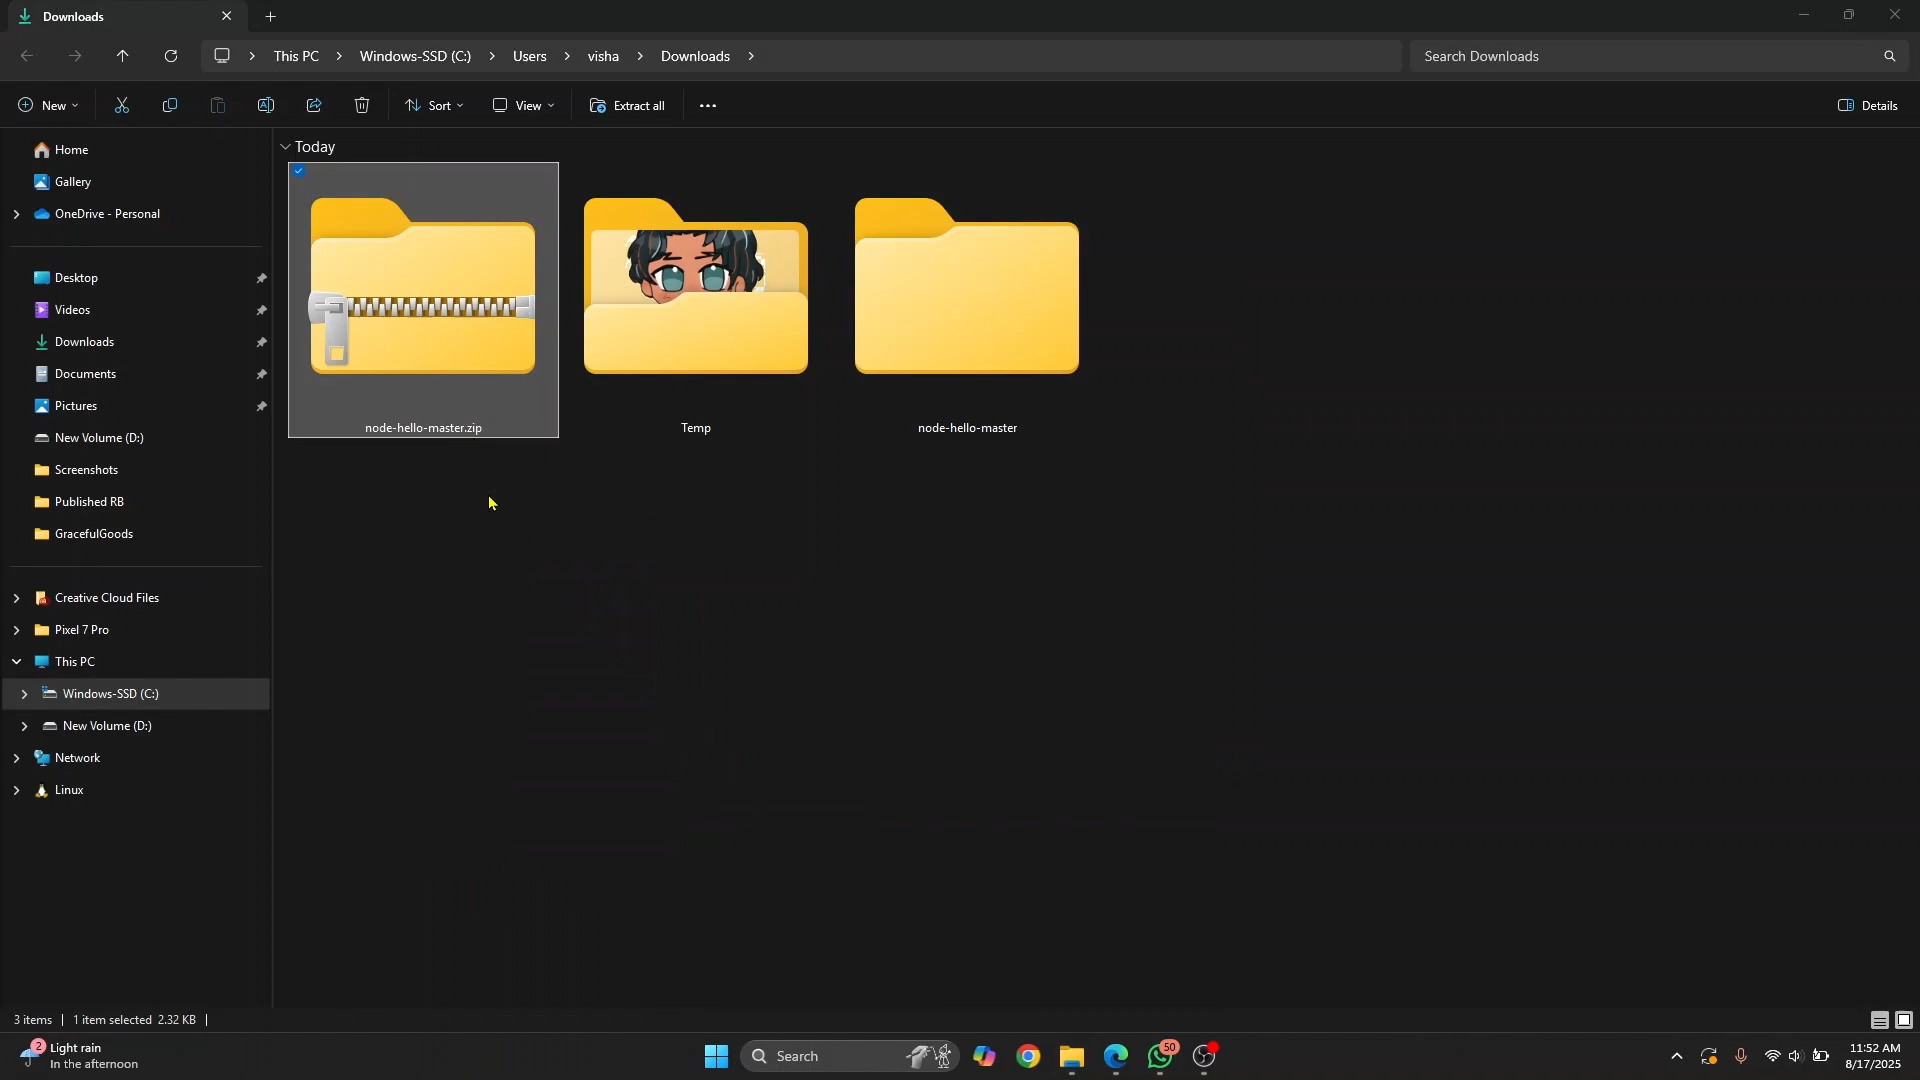 Downloads
This PC > Windows-SSD (C:) > Users > visha > Downloads >
Search Downloads
New
Sort
View
Extract all
Details
Home
Gallery
OneDrive - Personal
Desktop
Videos
Downloads
Documents
Pictures
New Volume (D:)
Screenshots
Published RB
GracefulGoods
Creative Cloud Files
Pixel 7 Pro
This PC
Windows-SSD (C:)
New Volume (D:)
Network
Linux
Today
node-hello-master.zip
Temp
node-hello-master
3 items
1 item selected 2.32 KB
2
Light rain
In the afternoon
Search
50
11:52 AM
8/17/2025